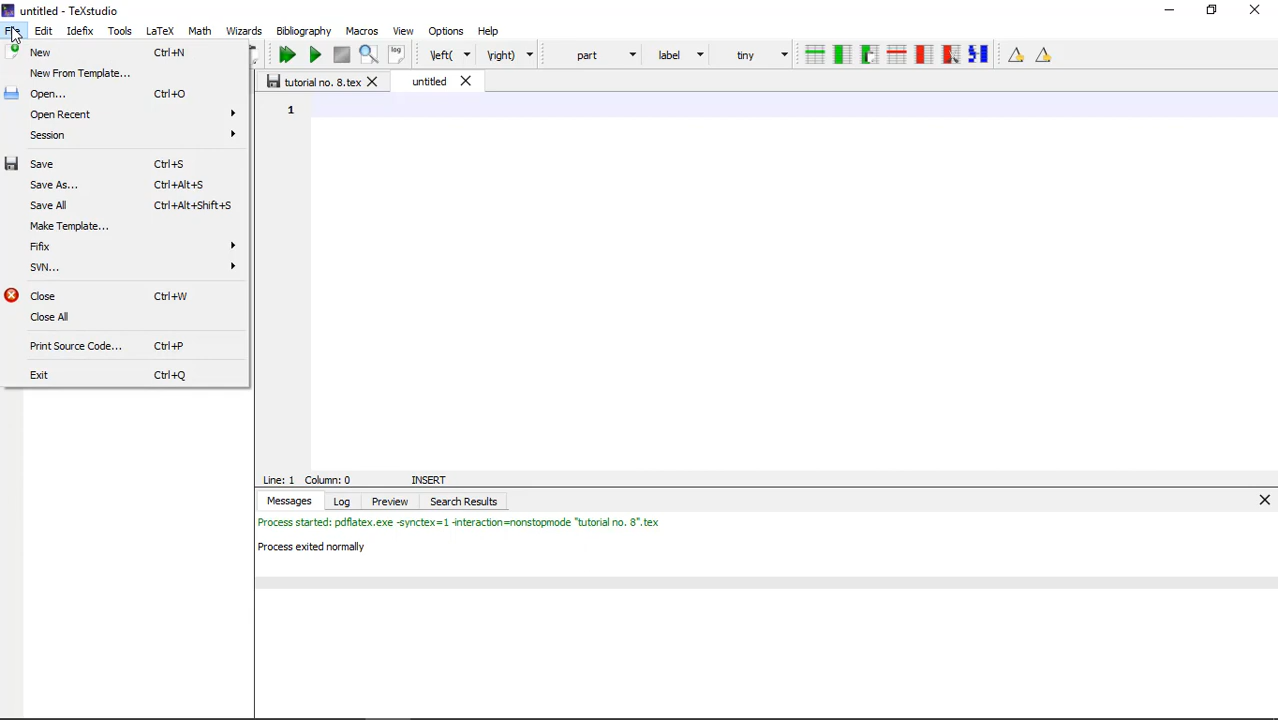 untitled - TeXstudio
Edit Idefix Tools LaTeX Math Wizards Bibliography Macros View Options Help
New Ctrl+N
New From Template...
Open... Ctrl+O
Open Recent
Session
Save Ctrl+S
Save As... Ctrl+Alt+S
Save All Ctrl+Alt+Shift+S
Make Template...
Fifix
SVN...
Close Ctrl+W
Close All
Print Source Code... Ctrl+P
Exit Ctrl+Q
log \left( \right) part label tiny
tutorial no. 8.tex untitled
1
Line: 1 Column: 0 INSERT
Messages Log Preview Search Results
Process started: pdflatex.exe -synctex=1 -interaction=nonstopmode "tutorial no. 8".tex
Process exited normally